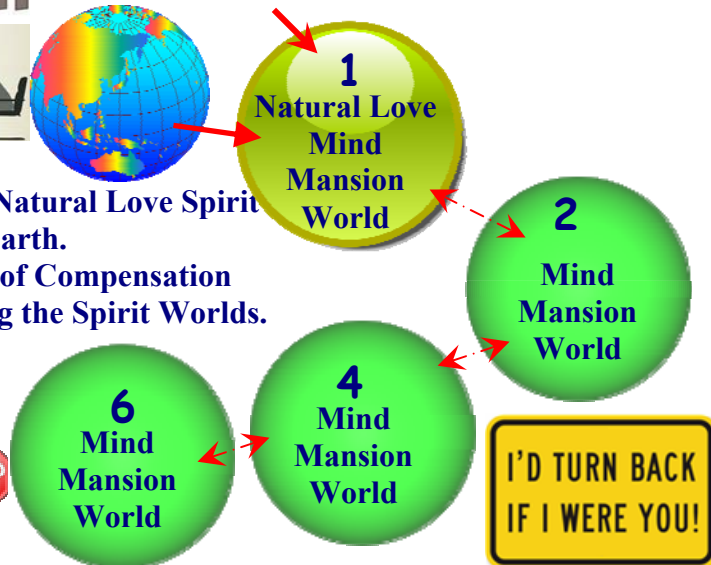 1
Natural Love
Mind
Mansion
World
Natural Love Spirit
arth.
of Compensation
g the Spirit Worlds.
2
Mind
Mansion
World
4
Mind
Mansion
World
6
Mind
Mansion
World
I'D TURN BACK
IF I WERE YOU!